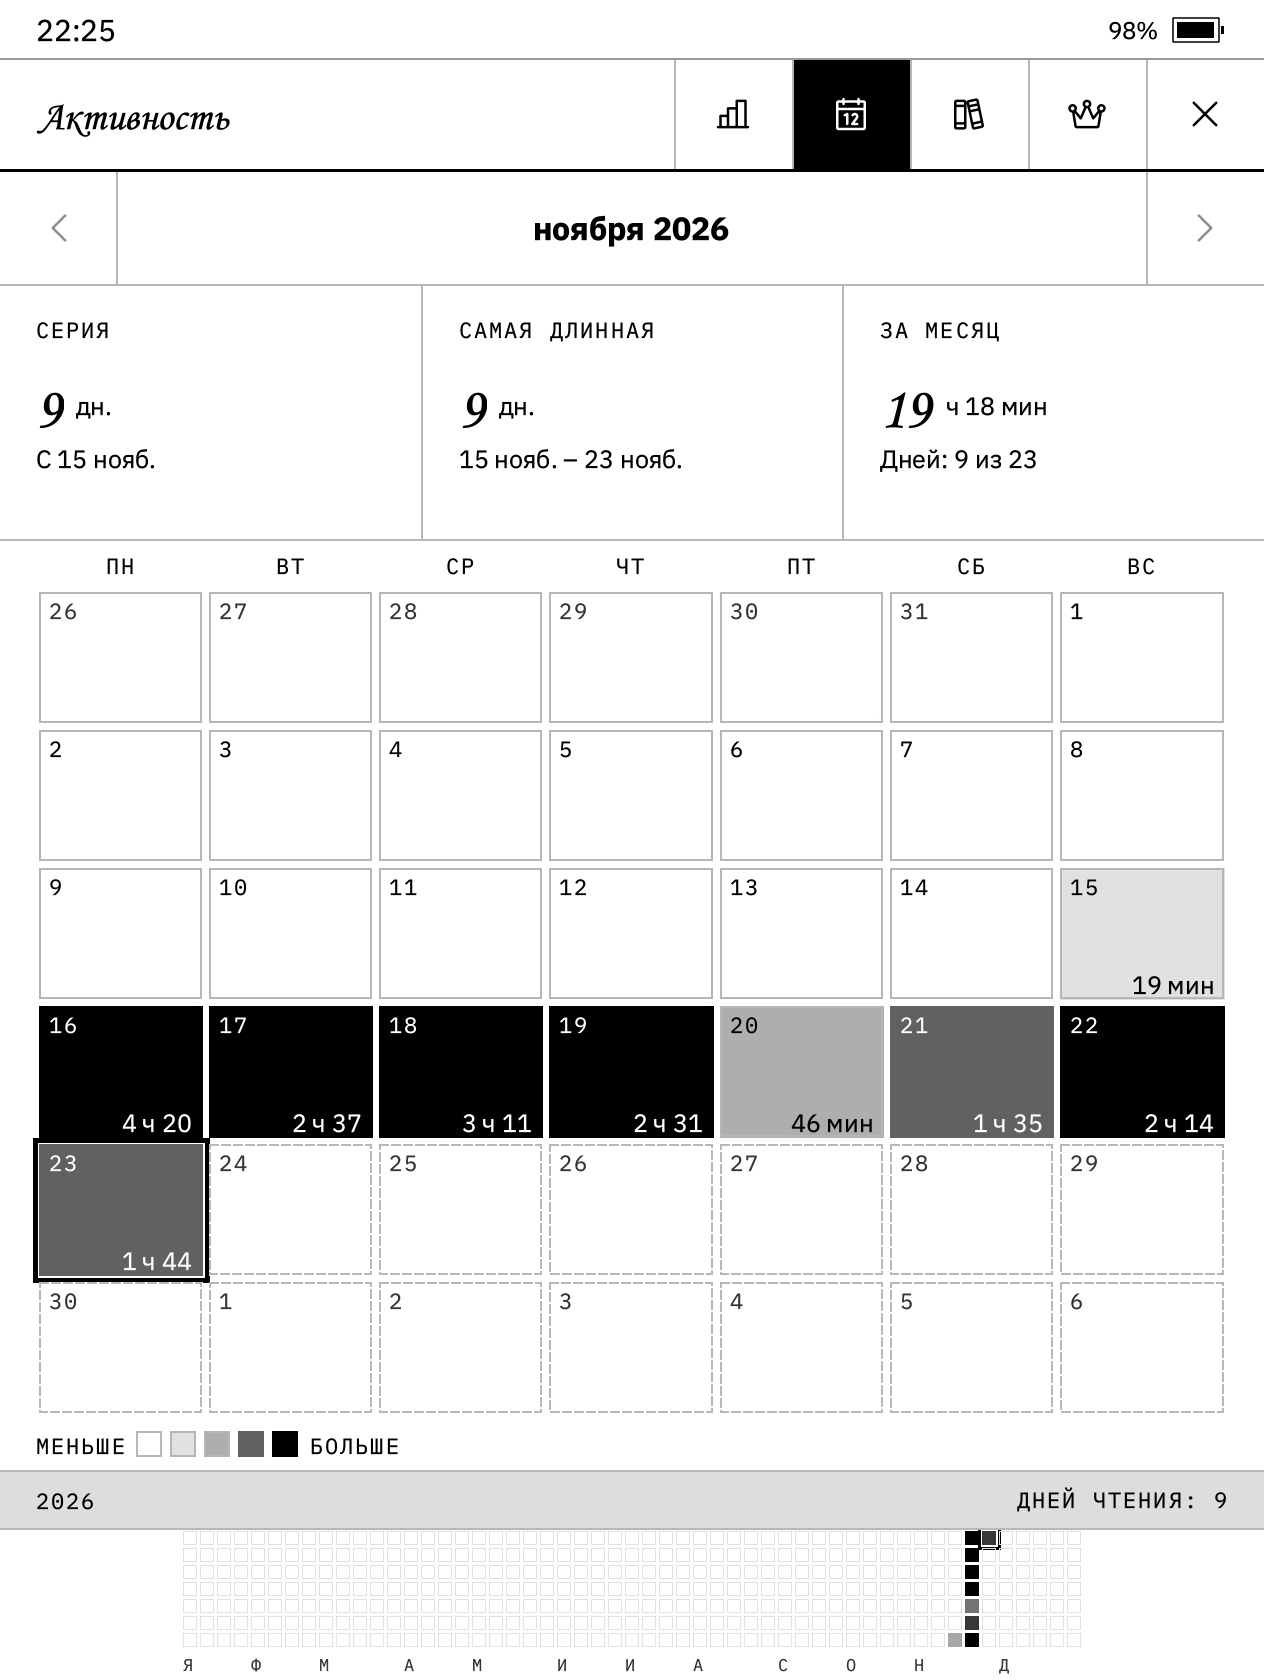 22:25 98%
Активность
12
ноября 2026
СЕРИЯ САМАЯ ДЛИННАЯ ЗА МЕСЯЦ
9 дн. 9 дн. 19 ч 18 мин
С 15 нояб. 15 нояб. – 23 нояб. Дней: 9 из 23
ПН ВТ СР ЧТ ПТ СБ ВС
26 27 28 29 30 31 1
2 3 4 5 6 7 8
9 10 11 12 13 14 15
19 мин
16 17 18 19 20 21 22
4 ч 20 2 ч 37 3 ч 11 2 ч 31 46 мин 1 ч 35 2 ч 14
23 24 25 26 27 28 29
1 ч 44
30 1 2 3 4 5 6
МЕНЬШЕ БОЛЬШЕ
2026 ДНЕЙ ЧТЕНИЯ: 9
Я Ф М А М И И А С О Н Д